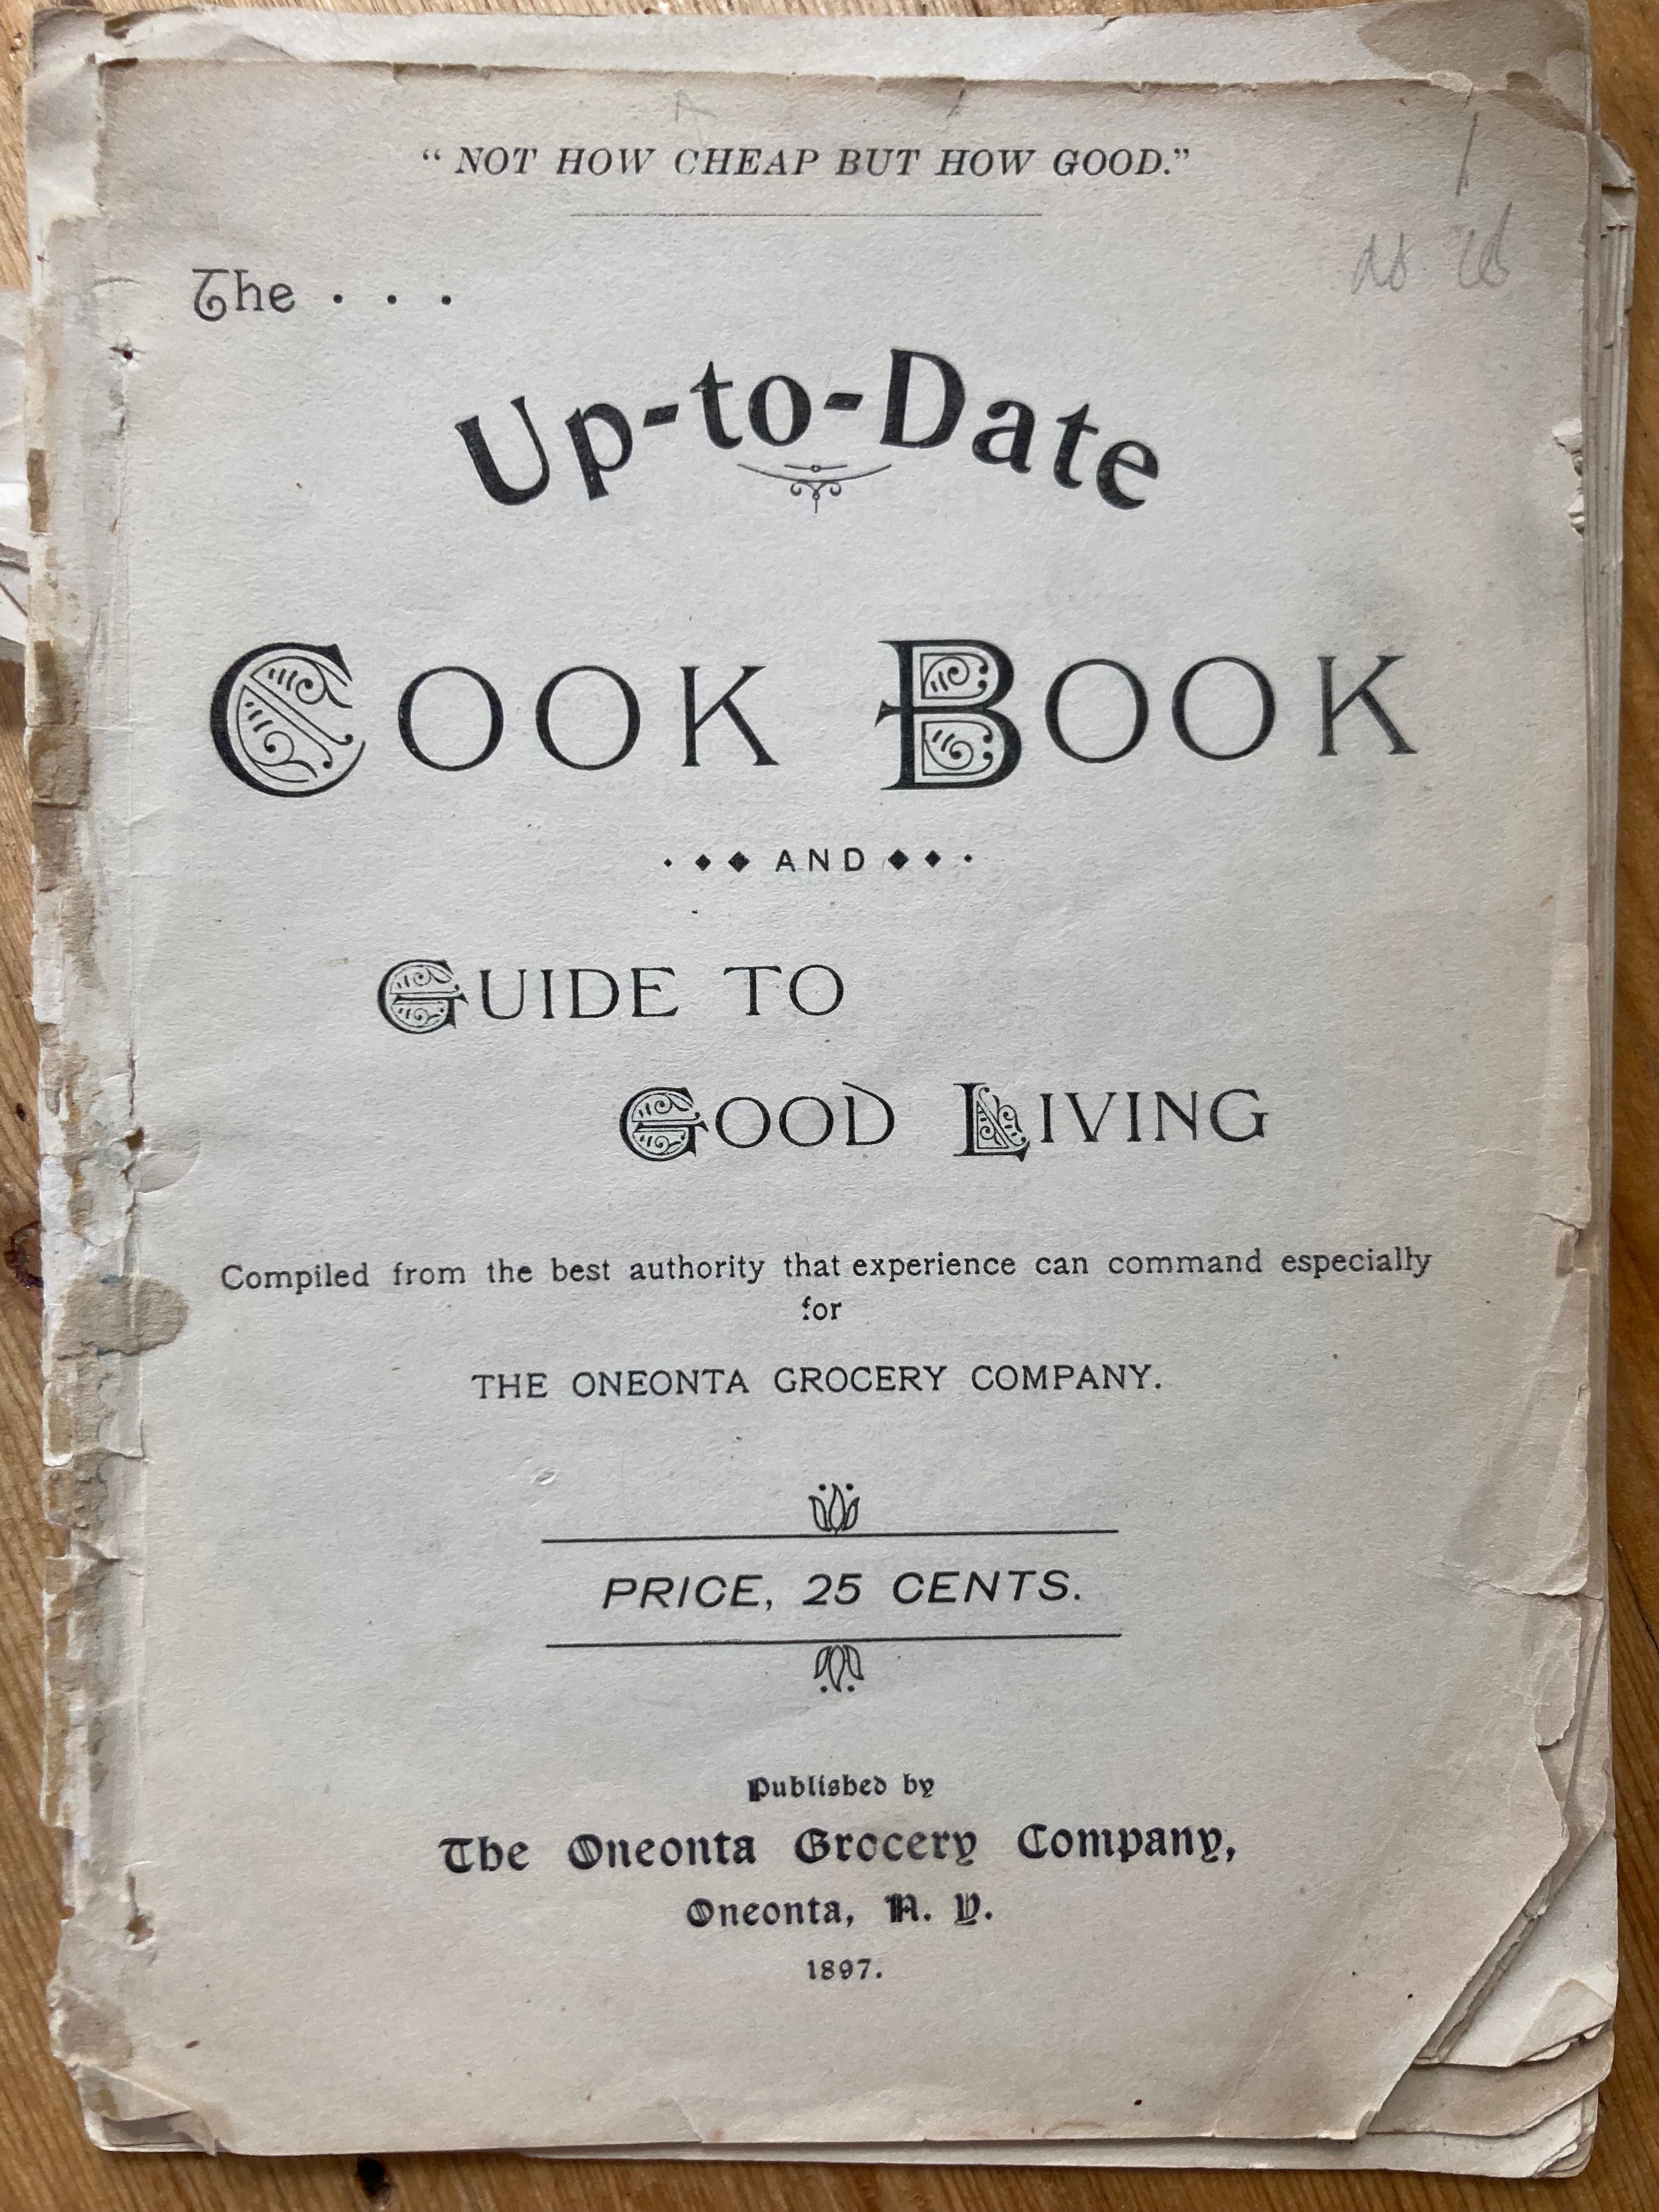 “NOT HOW CHEAP BUT HOW GOOD.”
The . . .
Up-to-Date
COOK BOOK
AND
GUIDE TO
GOOD LIVING
Compiled from the best authority that experience can command especially
for
THE ONEONTA GROCERY COMPANY.
PRICE, 25 CENTS.
Published by
The Oneonta Grocery Company,
Oneonta, N. Y.
1897.